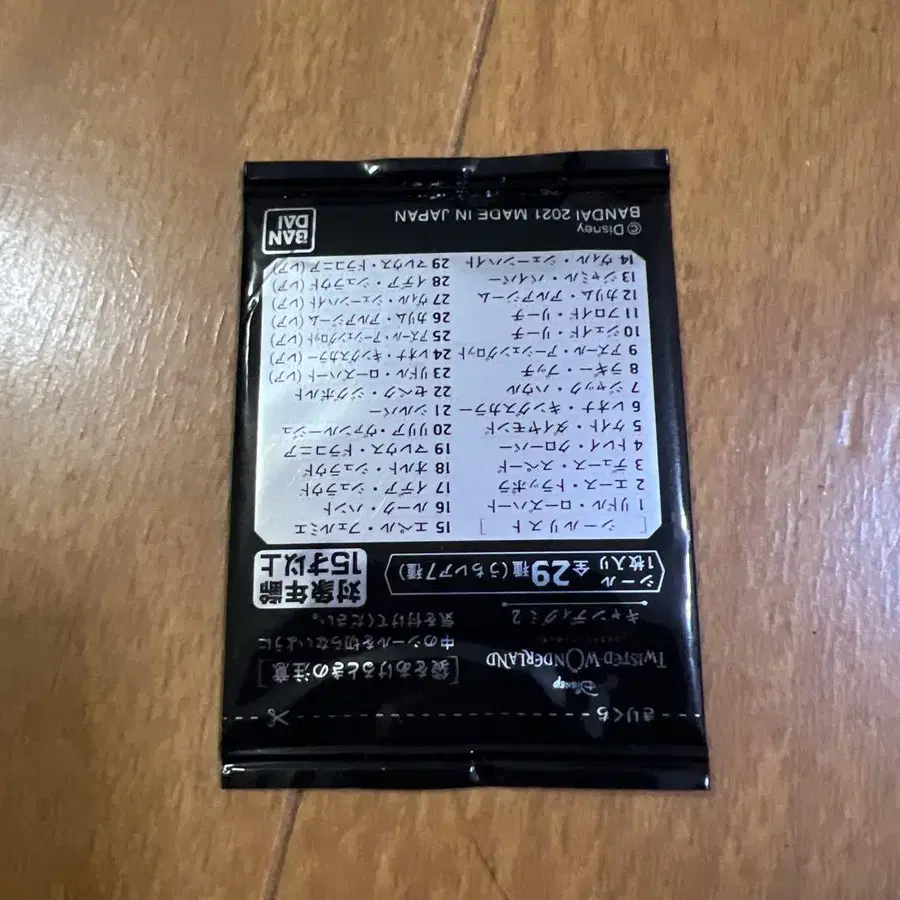 きりくち
Disney
TWISTED-WONDERLAND
キャンディグミ2
[袋をあけるときの注意]
中のシールを切らないように
気を付けてください。
シール
1枚入り
全29種(うちレア7種)
対象年齢
15才以上
[シールリスト]
1 リドル・ローズハート
2 エース・トラッポラ
3 デュース・スペード
4 トレイ・クローバー
5 ケイト・ダイヤモンド
6 レオナ・キングスカラー
7 ジャック・ハウル
8 ラギー・ブッチ
9 アズール・アーシェングロット
10 ジェイド・リーチ
11 フロイド・リーチ
12 カリム・アルアジーム
13 ジャミル・バイパー
14 ヴィル・シェーンハイト
15 エペル・フェルミエ
16 ルーク・ハント
17 イデア・シュラウド
18 オルト・シュラウド
19 マレウス・ドラコニア
20 リリア・ヴァンルージュ
21 シルバー
22 セベク・ジグボルト
23 リドル・ローズハート(レア)
24 レオナ・キングスカラー(レア)
25 アズール・アーシェングロット(レア)
26 カリム・アルアジーム(レア)
27 ヴィル・シェーンハイト(レア)
28 イデア・シュラウド(レア)
29 マレウス・ドラコニア(レア)
© Disney
BANDAI 2021 MADE IN JAPAN
BAN
DAI